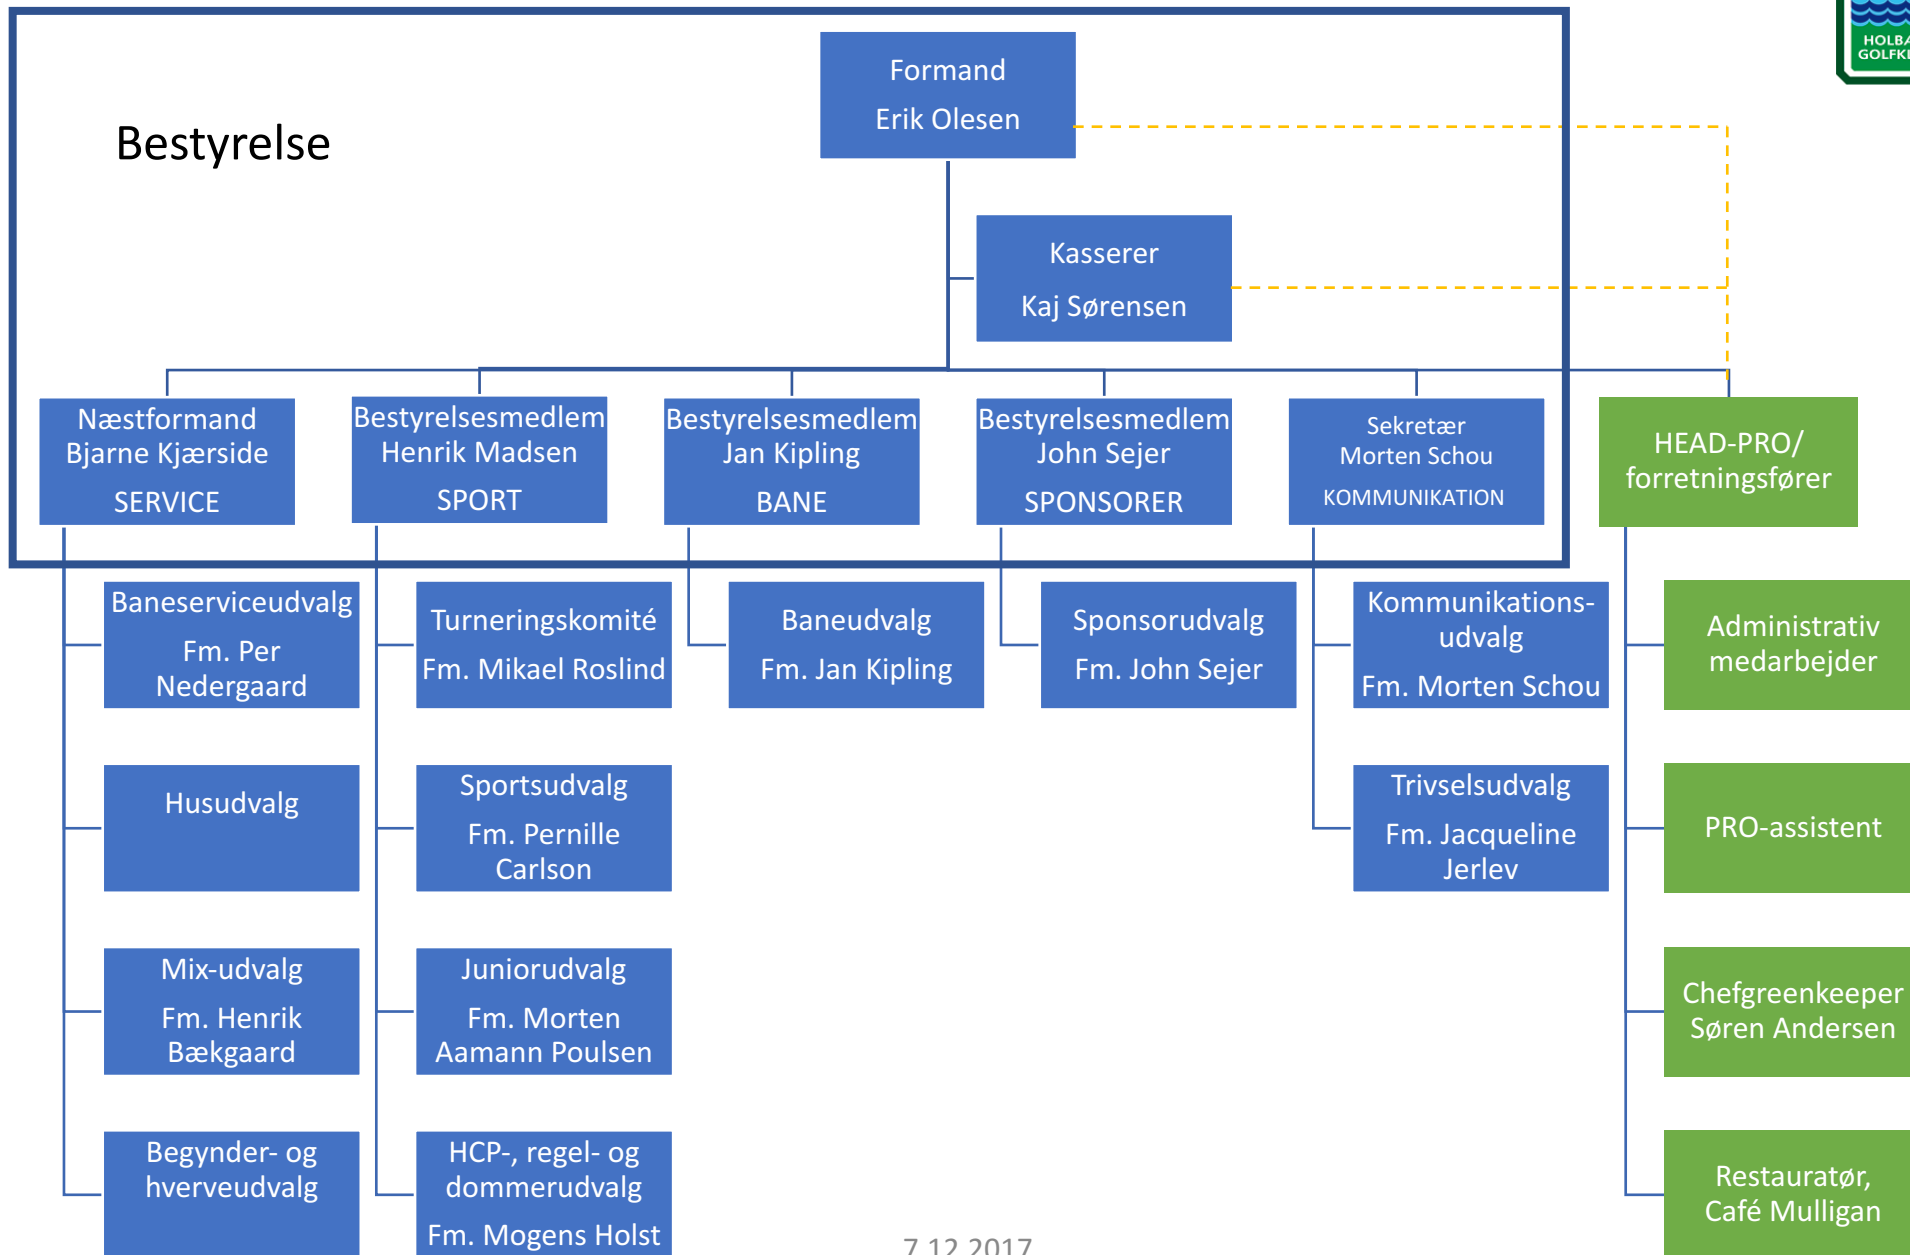 Bestyrelse
Formand
Erik Olesen
Kasserer
Kaj Sørensen
Næstformand
Bjarne Kjærside
SERVICE
Bestyrelsesmedlem
Henrik Madsen
SPORT
Bestyrelsesmedlem
Jan Kipling
BANE
Bestyrelsesmedlem
John Sejer
SPONSORER
Sekretær
Morten Schou
KOMMUNIKATION
HEAD-PRO/
forretningsfører
Baneserviceudvalg
Fm. Per
Nedergaard
Turneringskomité
Fm. Mikael Roslind
Baneudvalg
Fm. Jan Kipling
Sponsorudvalg
Fm. John Sejer
Kommunikations-
udvalg
Fm. Morten Schou
Administrativ
medarbejder
Husudvalg
Sportsudvalg
Fm. Pernille
Carlson
Trivselsudvalg
Fm. Jacqueline
Jerlev
PRO-assistent
Mix-udvalg
Fm. Henrik
Bækgaard
Juniorudvalg
Fm. Morten
Aamann Poulsen
Chefgreenkeeper
Søren Andersen
Begynder- og
hverveudvalg
HCP-, regel- og
dommerudvalg
Fm. Mogens Holst
Restauratør,
Café Mulligan
7.12.2017